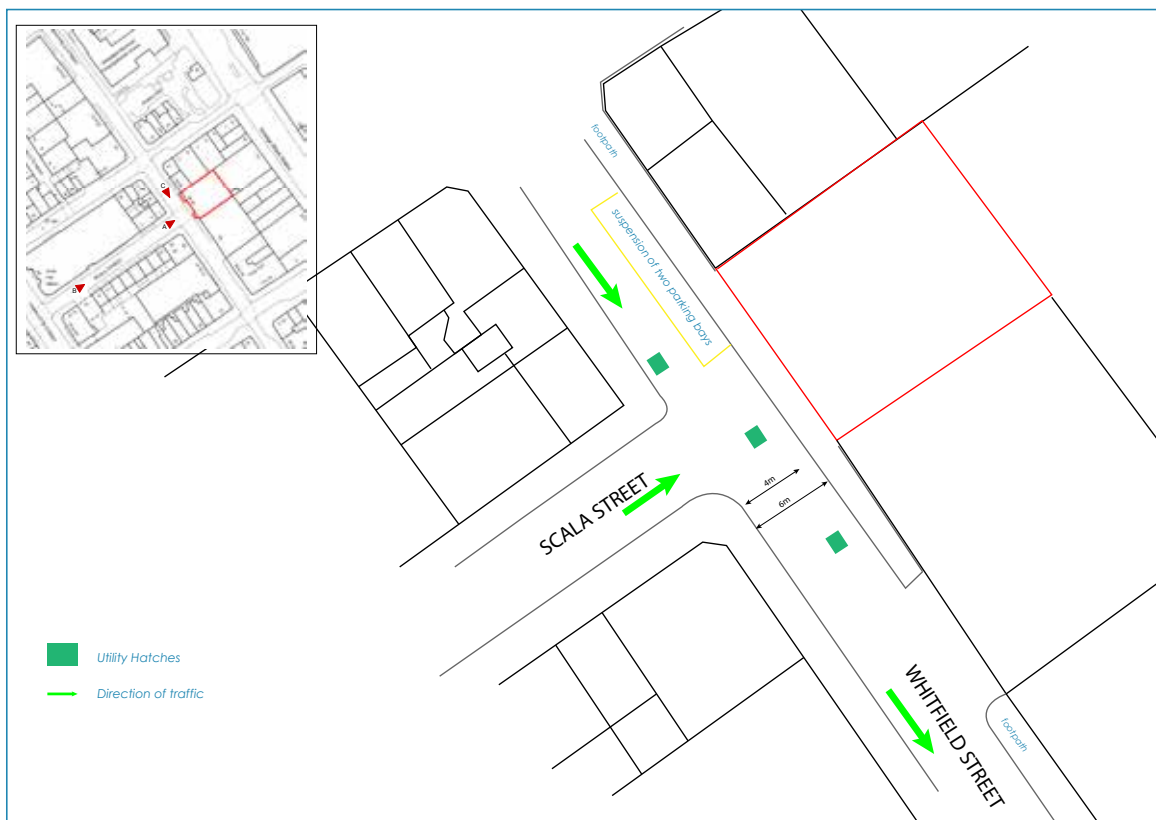 C
A
B
footpath
suspension of two parking bays
4m
6m
SCALA STREET
Utility Hatches
Direction of traffic
WHITFIELD STREET
footpath